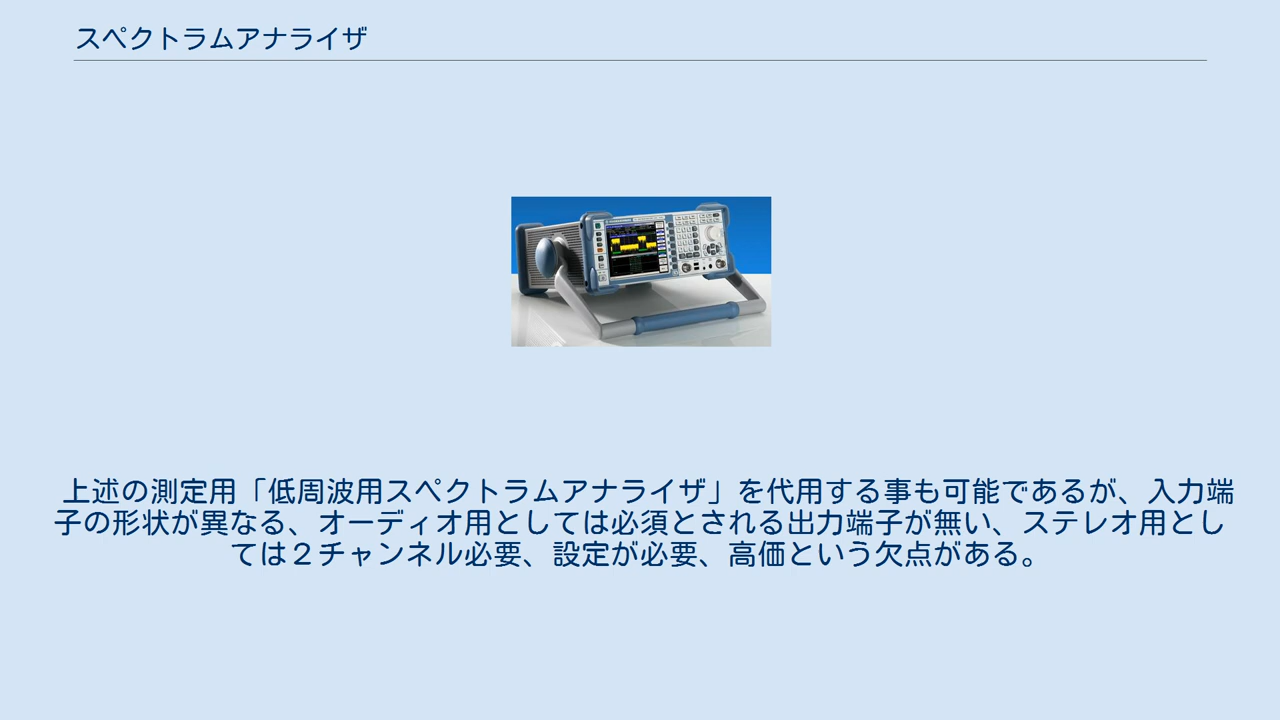 スペクトラムアナライザ
上述の測定用「低周波用スペクトラムアナライザ」を代用する事も可能であるが、入力端
子の形状が異なる、オーディオ用としては必須とされる出力端子が無い、ステレオ用とし
ては２チャンネル必要、設定が必要、高価という欠点がある。